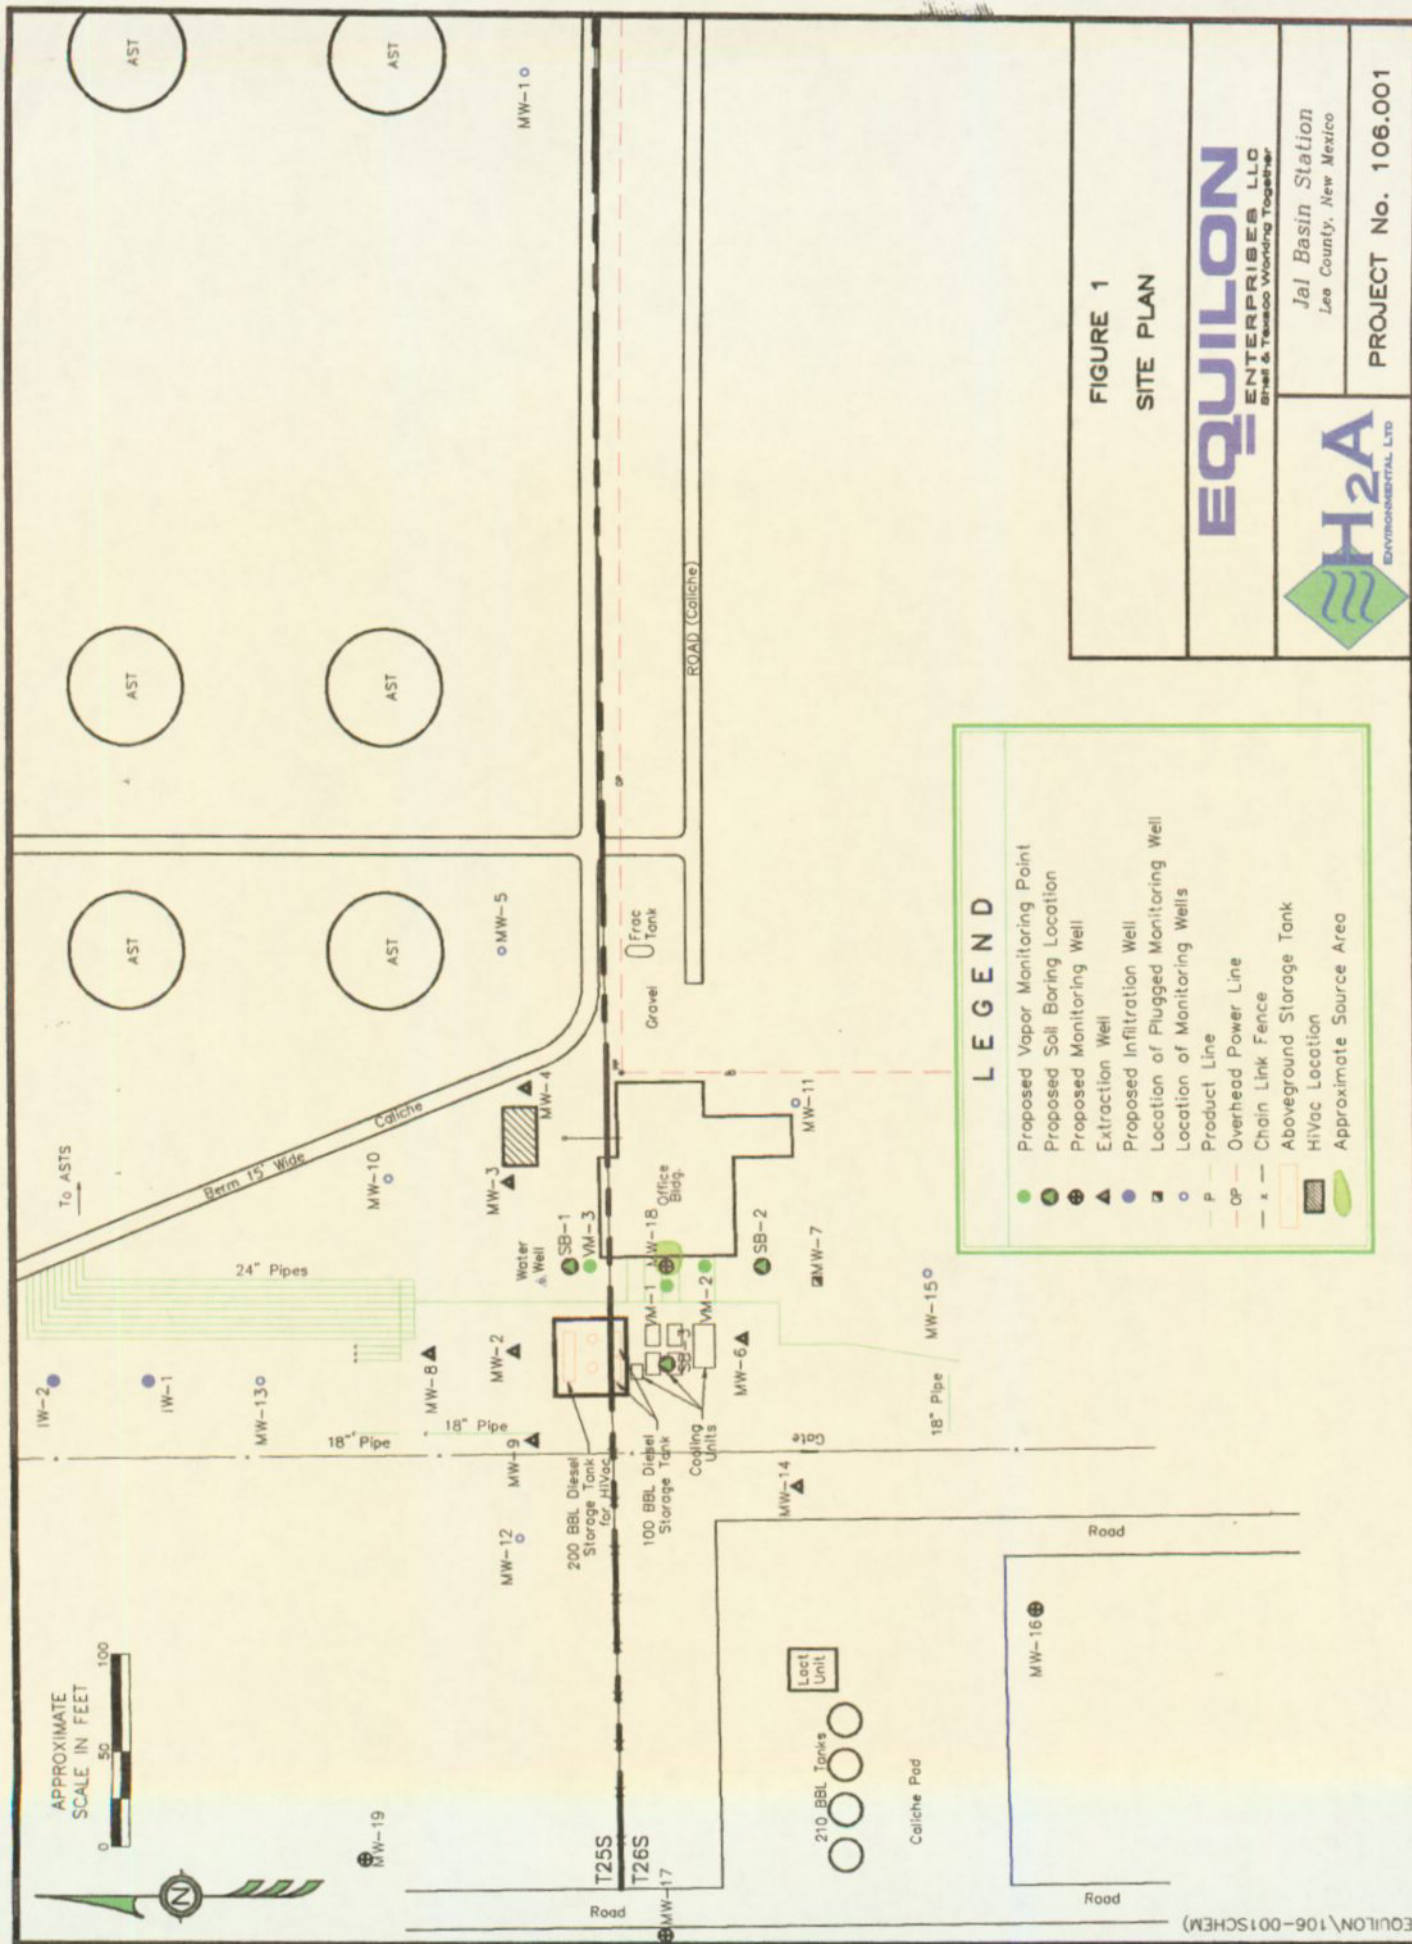 APPROXIMATE
SCALE IN FEET
0 50 100
N
MW-19
IW-2
IW-1
MW-13
18" Pipe
18" Pipe
24" Pipes
To ASTS
Berm 15' Wide
Caliche
MW-10
AST
AST
AST
AST
AST
AST
MW-1
MW-5
MW-8
MW-2
MW-9
MW-12
MW-3
MW-4
Water
Well
SB-1
VM-3
T25S
T26S
MW-17
Road
200 BBL Diesel
Storage Tank
for HiVac
100 BBL Diesel
Storage Tank
Cooling
Units
VM-1
MW-18
Office
Bldg.
SB-3
VM-2
SB-2
MW-6
MW-7
MW-11
MW-14
Gate
MW-15
18" Pipe
Gravel
Frac
Tank
OP
ROAD (Caliche)
Lact
Unit
210 BBL Tanks
Caliche Pad
Road
Road
MW-16
LEGEND
Proposed Vapor Monitoring Point
Proposed Soil Boring Location
Proposed Monitoring Well
Extraction Well
Proposed Infiltration Well
Location of Plugged Monitoring Well
Location of Monitoring Wells
P Product Line
OP Overhead Power Line
x Chain Link Fence
Aboveground Storage Tank
HiVac Location
Approximate Source Area
FIGURE 1
SITE PLAN
EQUILON
ENTERPRISES LLC
Shell & Texaco Working Together
H2A
ENVIRONMENTAL LTD
Jal Basin Station
Lea County, New Mexico
PROJECT No. 106.001
EQUILON\106-001SCHEM)